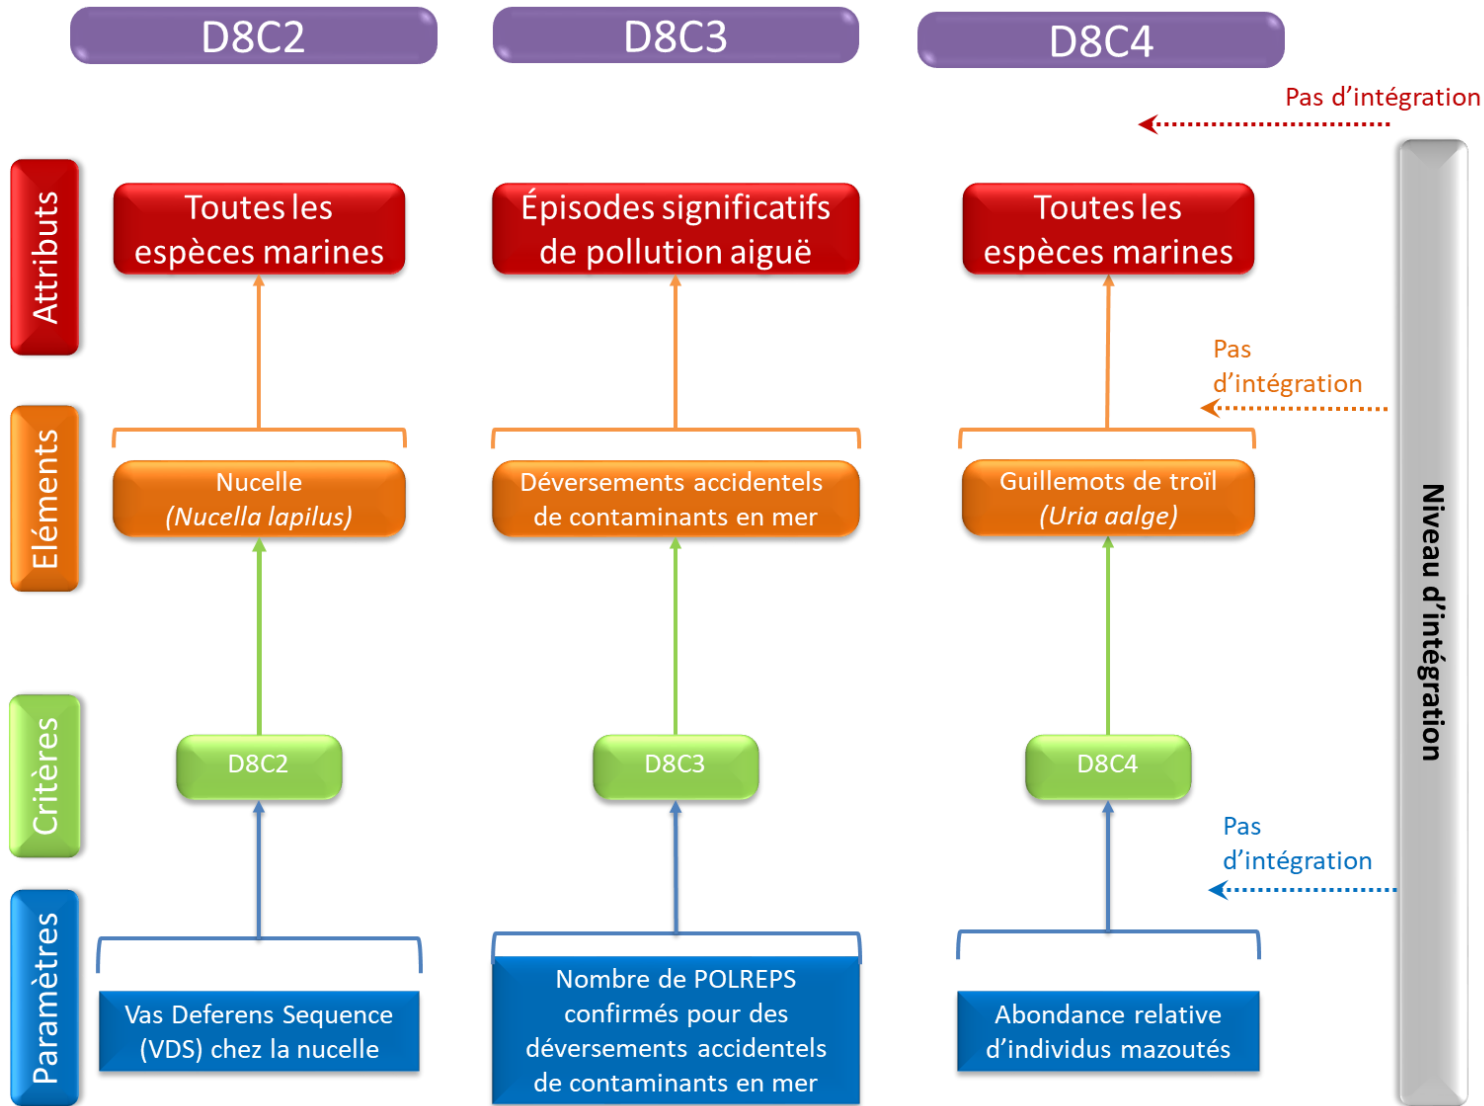 D8C2
D8C3
D8C4
Pas d’intégration
Attributs
Toutes les
espèces marines
Épisodes significatifs
de pollution aiguë
Toutes les
espèces marines
Pas
d’intégration
Eléments
Nucelle
(Nucella lapilus)
Déversements accidentels
de contaminants en mer
Guillemots de troïl
(Uria aalge)
Niveau d’intégration
Critères
D8C2
D8C3
D8C4
Pas
d’intégration
Paramètres
Vas Deferens Sequence
(VDS) chez la nucelle
Nombre de POLREPS
confirmés pour des
déversements accidentels
de contaminants en mer
Abondance relative
d’individus mazoutés